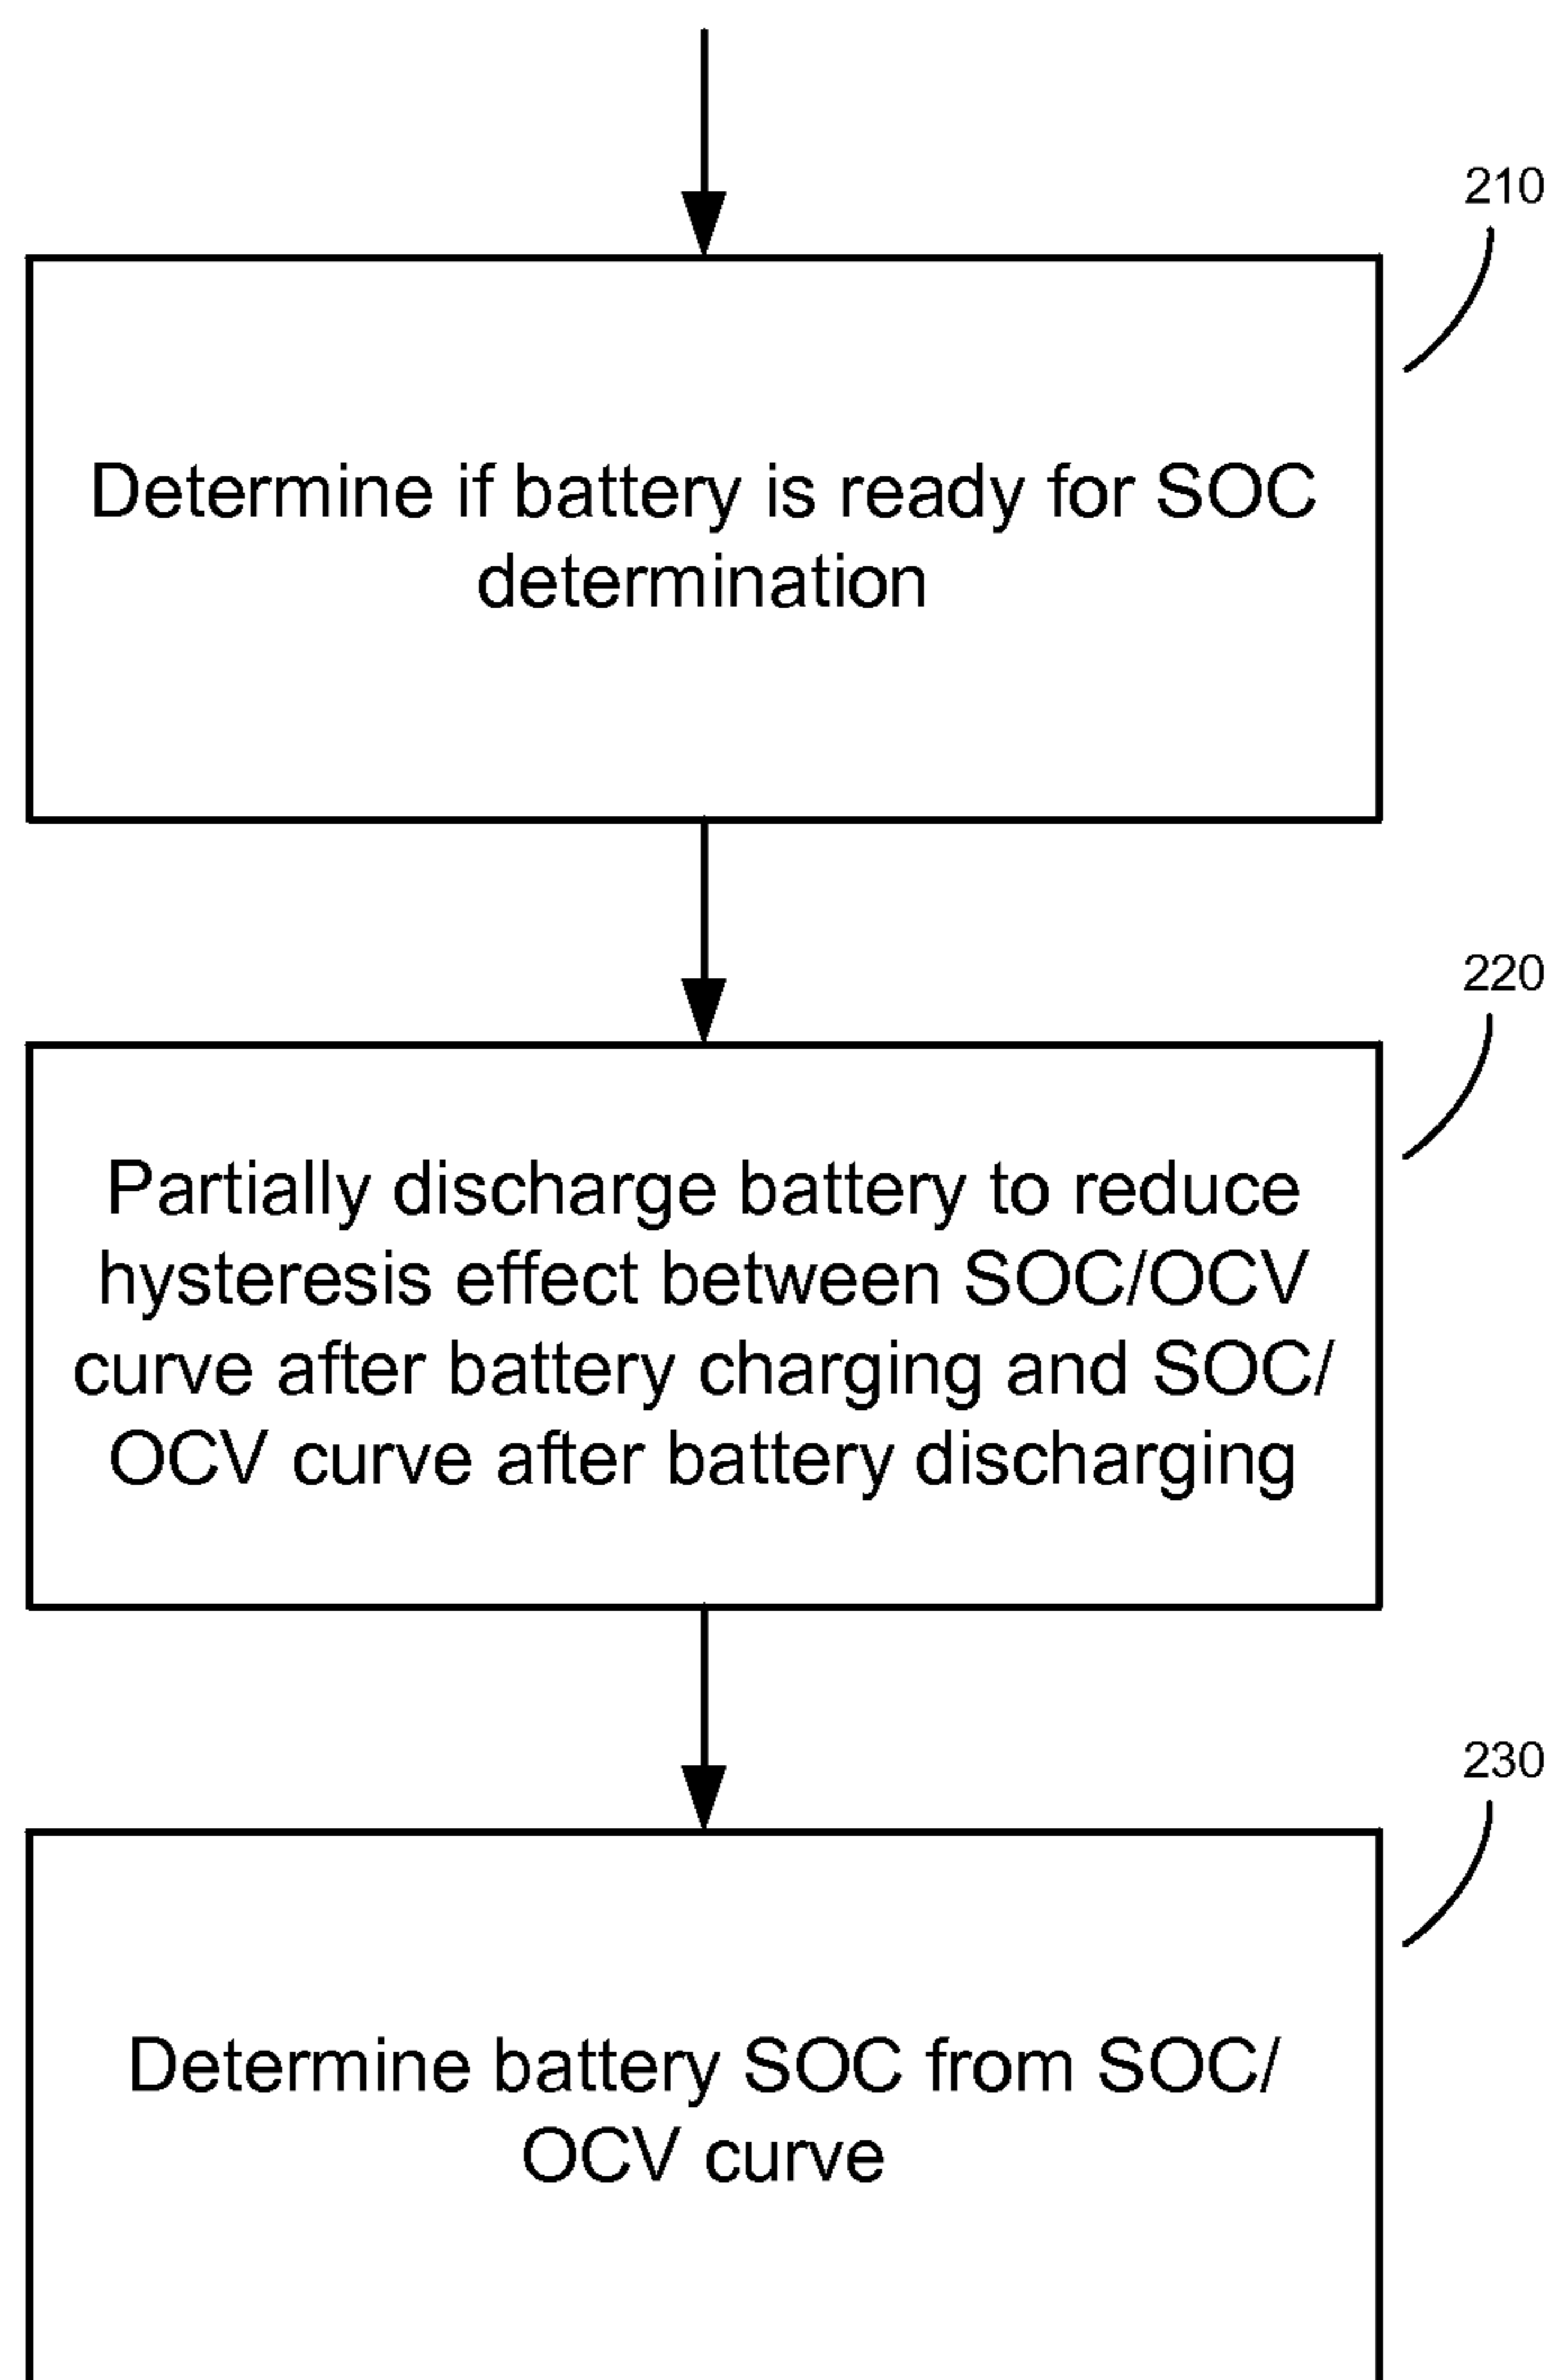 210
Determine if battery is ready for SOC
determination
220
Partially discharge battery to reduce
hysteresis effect between SOC/OCV
curve after battery charging and SOC/
OCV curve after battery discharging
230
Determine battery SOC from SOC/
OCV curve